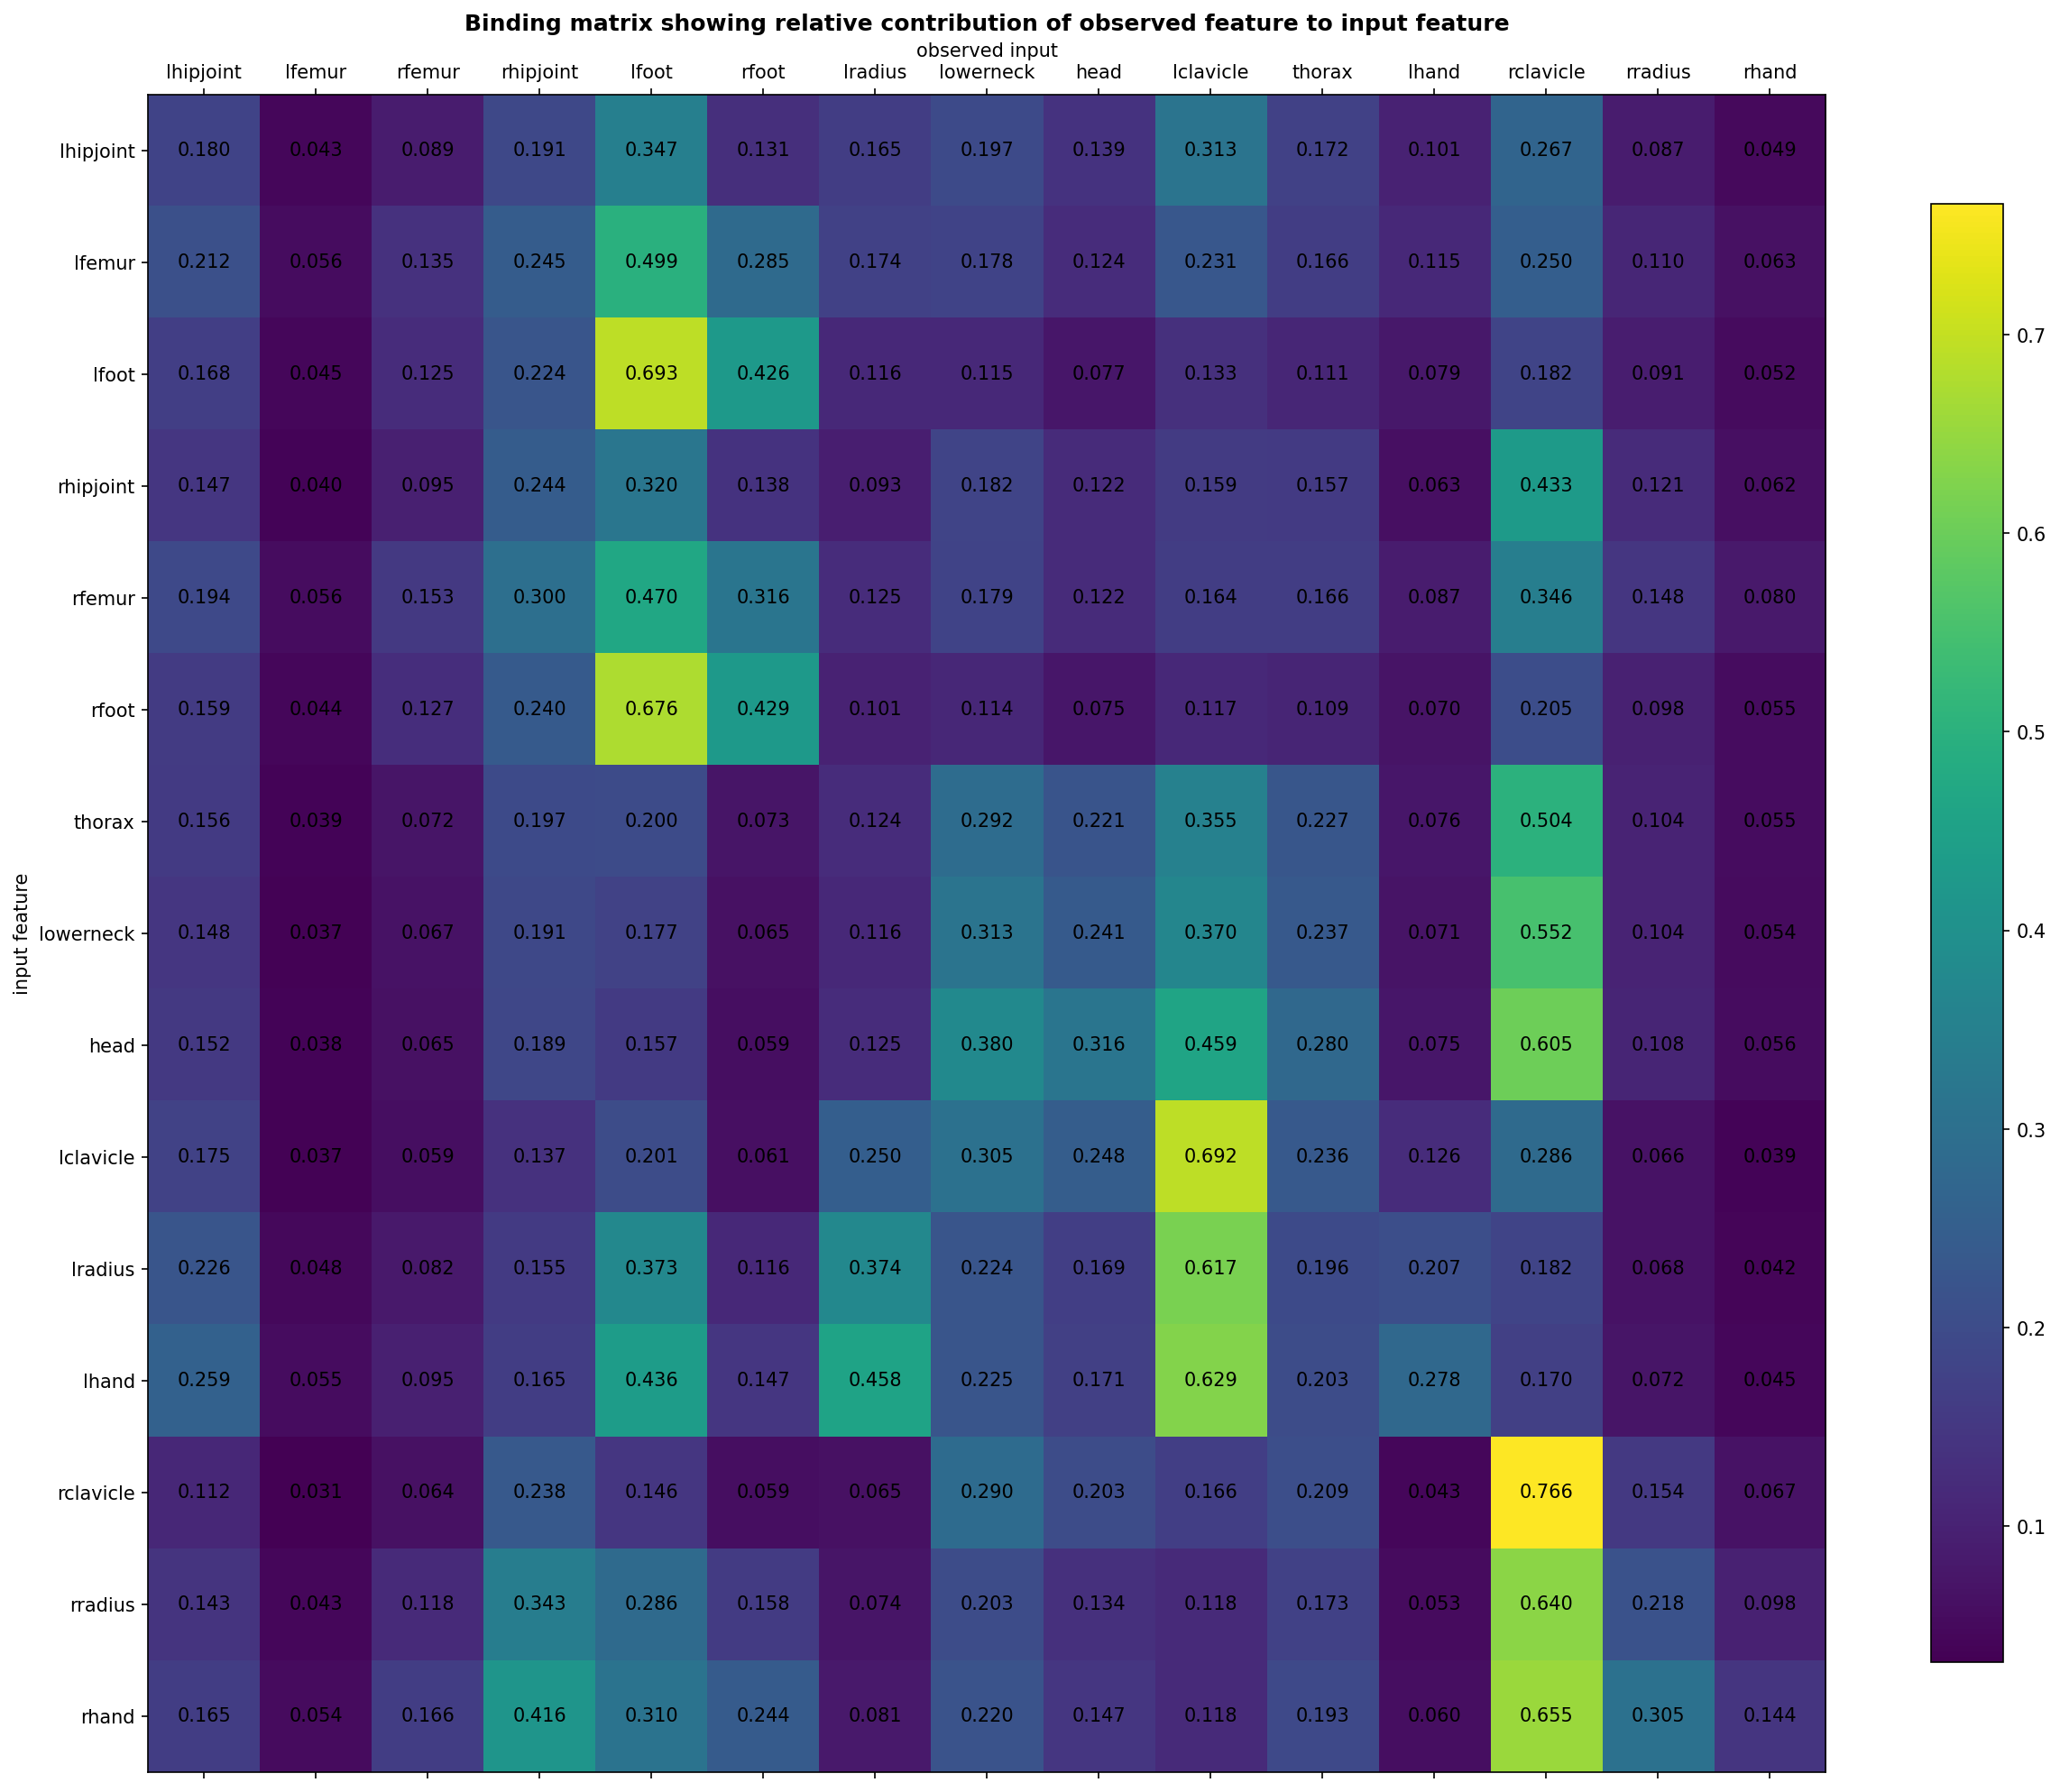 Binding matrix showing relative contribution of observed feature to input feature
observed input
lhipjoint lfemur rfemur rhipjoint lfoot rfoot lradius lowerneck head lclavicle thorax lhand rclavicle rradius rhand
lhipjoint 0.180 0.043 0.089 0.191 0.347 0.131 0.165 0.197 0.139 0.313 0.172 0.101 0.267 0.087 0.049
lfemur 0.212 0.056 0.135 0.245 0.499 0.285 0.174 0.178 0.124 0.231 0.166 0.115 0.250 0.110 0.063
lfoot 0.168 0.045 0.125 0.224 0.693 0.426 0.116 0.115 0.077 0.133 0.111 0.079 0.182 0.091 0.052
rhipjoint 0.147 0.040 0.095 0.244 0.320 0.138 0.093 0.182 0.122 0.159 0.157 0.063 0.433 0.121 0.062
rfemur 0.194 0.056 0.153 0.300 0.470 0.316 0.125 0.179 0.122 0.164 0.166 0.087 0.346 0.148 0.080
rfoot 0.159 0.044 0.127 0.240 0.676 0.429 0.101 0.114 0.075 0.117 0.109 0.070 0.205 0.098 0.055
thorax 0.156 0.039 0.072 0.197 0.200 0.073 0.124 0.292 0.221 0.355 0.227 0.076 0.504 0.104 0.055
lowerneck 0.148 0.037 0.067 0.191 0.177 0.065 0.116 0.313 0.241 0.370 0.237 0.071 0.552 0.104 0.054
head 0.152 0.038 0.065 0.189 0.157 0.059 0.125 0.380 0.316 0.459 0.280 0.075 0.605 0.108 0.056
lclavicle 0.175 0.037 0.059 0.137 0.201 0.061 0.250 0.305 0.248 0.692 0.236 0.126 0.286 0.066 0.039
lradius 0.226 0.048 0.082 0.155 0.373 0.116 0.374 0.224 0.169 0.617 0.196 0.207 0.182 0.068 0.042
lhand 0.259 0.055 0.095 0.165 0.436 0.147 0.458 0.225 0.171 0.629 0.203 0.278 0.170 0.072 0.045
rclavicle 0.112 0.031 0.064 0.238 0.146 0.059 0.065 0.290 0.203 0.166 0.209 0.043 0.766 0.154 0.067
rradius 0.143 0.043 0.118 0.343 0.286 0.158 0.074 0.203 0.134 0.118 0.173 0.053 0.640 0.218 0.098
rhand 0.165 0.054 0.166 0.416 0.310 0.244 0.081 0.220 0.147 0.118 0.193 0.060 0.655 0.305 0.144
input feature
0.7
0.6
0.5
0.4
0.3
0.2
0.1